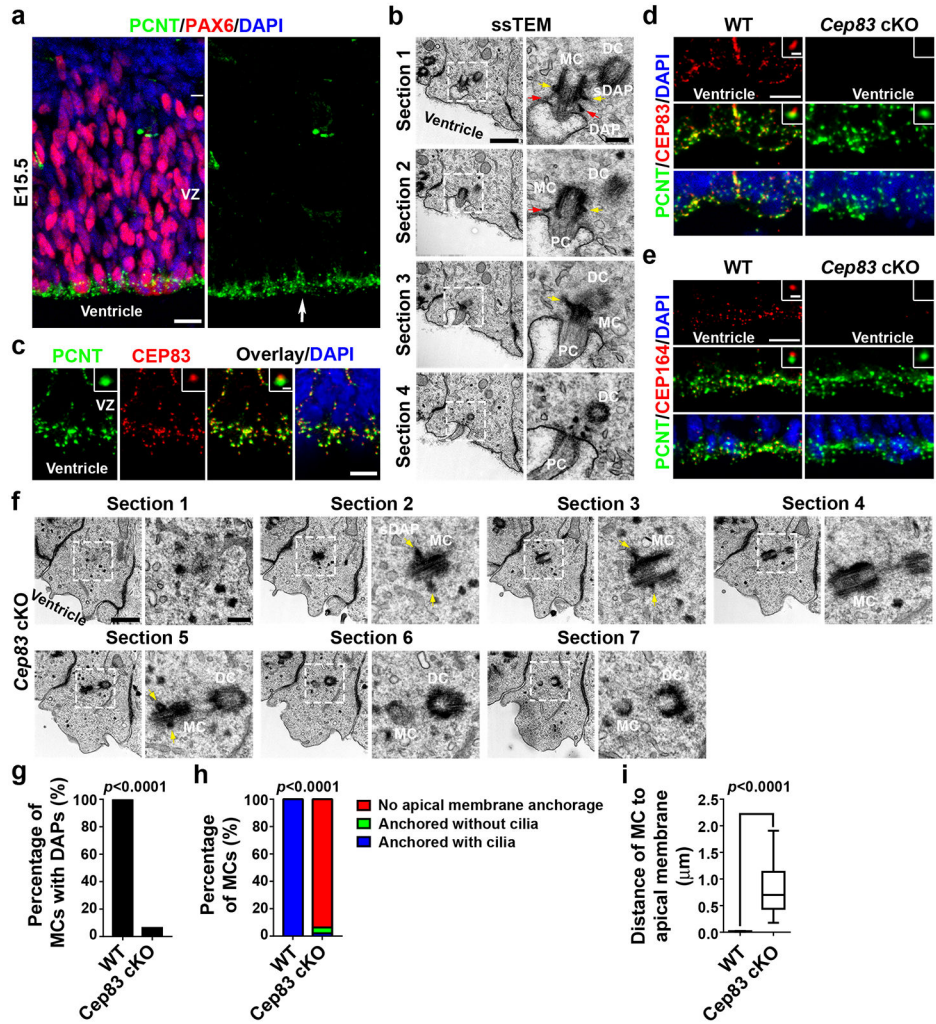 a
PCNT/PAX6/DAPI
E15.5
VZ
Ventricle
b
ssTEM
Section 1
Ventricle
MC
DC
sDAP
DAP
Section 2
MC
DC
PC
Section 3
DC
MC
PC
Section 4
DC
PC
c
PCNT
CEP83
Overlay/DAPI
VZ
Ventricle
d
WT
Cep83 cKO
PCNT/CEP83/DAPI
Ventricle
Ventricle
e
WT
Cep83 cKO
PCNT/CEP164/DAPI
Ventricle
Ventricle
f
Cep83 cKO
Section 1
Section 2
Section 3
Section 4
Ventricle
sDAP
MC
MC
MC
Section 5
Section 6
Section 7
DC
MC
DC
MC
DC
MC
g
p<0.0001
Percentage of
MCs with DAPs (%)
100
80
60
40
20
0
WT
Cep83 cKO
h
p<0.0001
Percentage
of MCs (%)
100
80
60
40
20
0
WT
Cep83 cKO
No apical membrane anchorage
Anchored without cilia
Anchored with cilia
i
p<0.0001
Distance of MC to
apical membrane
(μm)
2.5
2.0
1.5
1.0
0.5
0.0
WT
Cep83 cKO